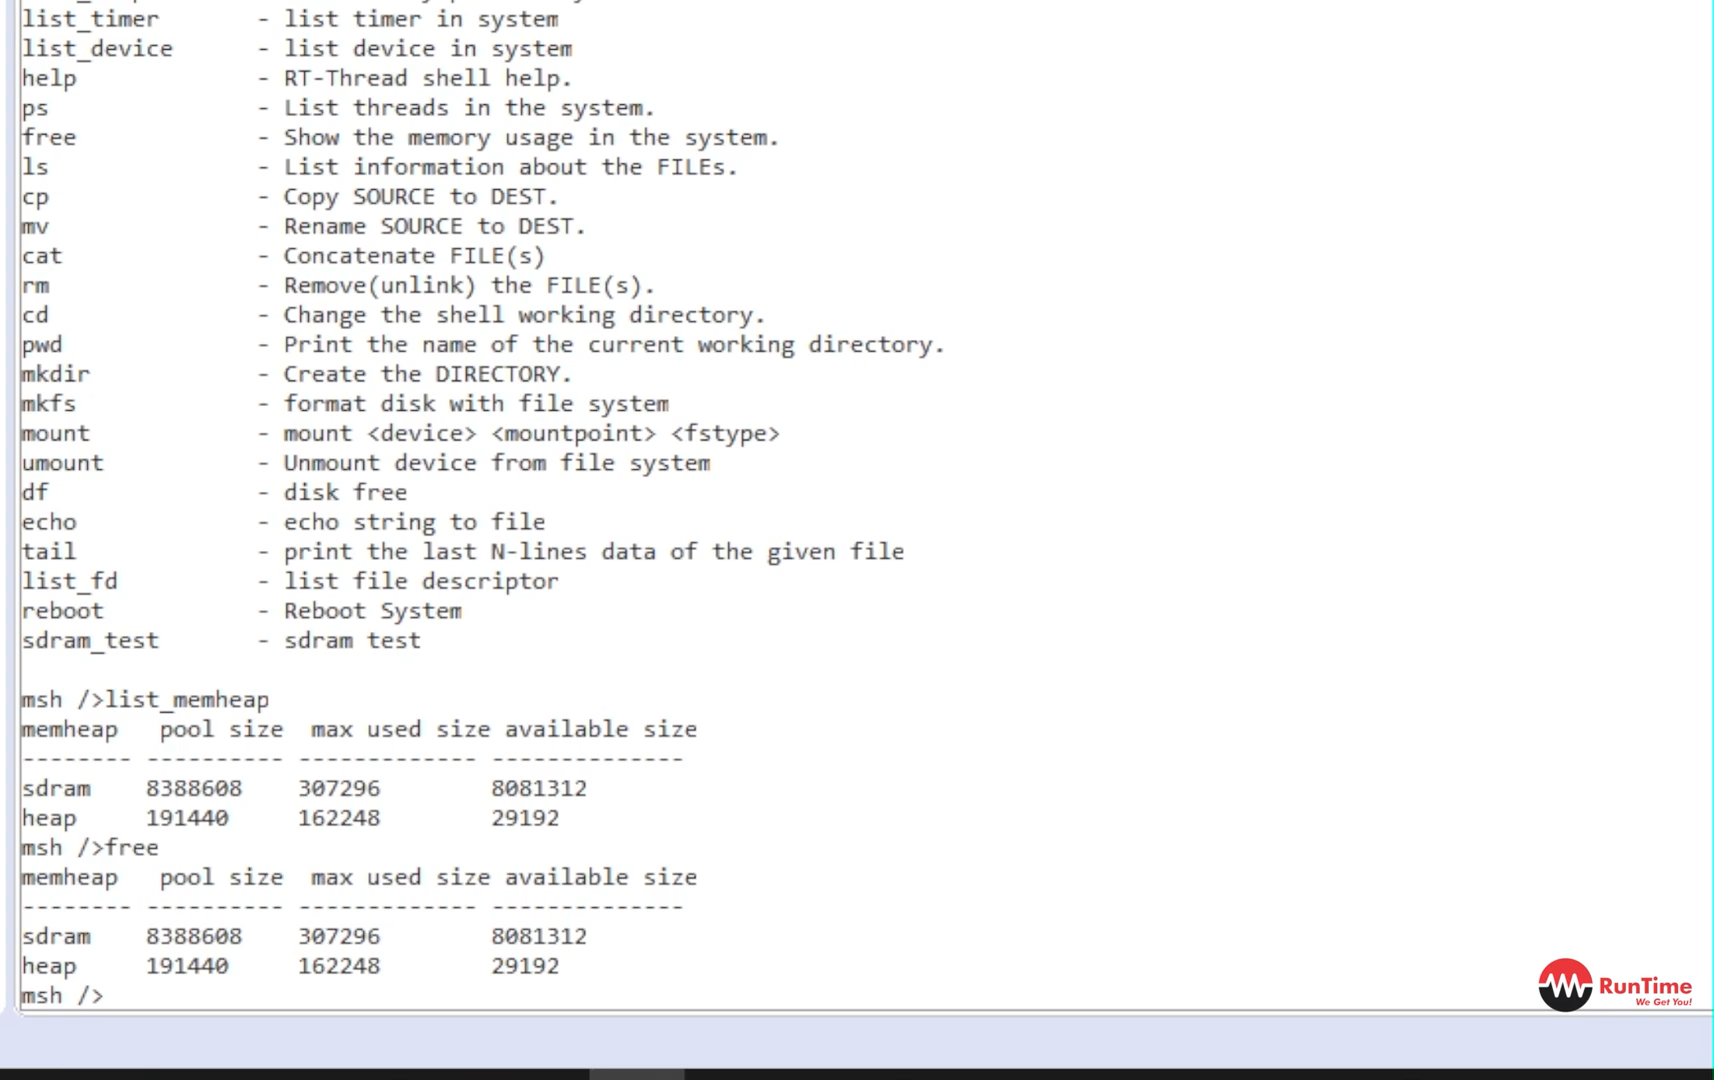 list_timer - list timer in system
list_device - list device in system
help - RT-Thread shell help.
ps - List threads in the system.
free - Show the memory usage in the system.
ls - List information about the FILEs.
cp - Copy SOURCE to DEST.
mv - Rename SOURCE to DEST.
cat - Concatenate FILE(s)
rm - Remove(unlink) the FILE(s).
cd - Change the shell working directory.
pwd - Print the name of the current working directory.
mkdir - Create the DIRECTORY.
mkfs - format disk with file system
mount - mount <device> <mountpoint> <fstype>
umount - Unmount device from file system
df - disk free
echo - echo string to file
tail - print the last N-lines data of the given file
list_fd - list file descriptor
reboot - Reboot System
sdram_test - sdram test
msh />list_memheap
memheap pool size max used size available size
-------- ---------- ------------- --------------
sdram 8388608 307296 8081312
heap 191440 162248 29192
msh />free
memheap pool size max used size available size
-------- ---------- ------------- --------------
sdram 8388608 307296 8081312
heap 191440 162248 29192
msh />
RunTime
We Get You!